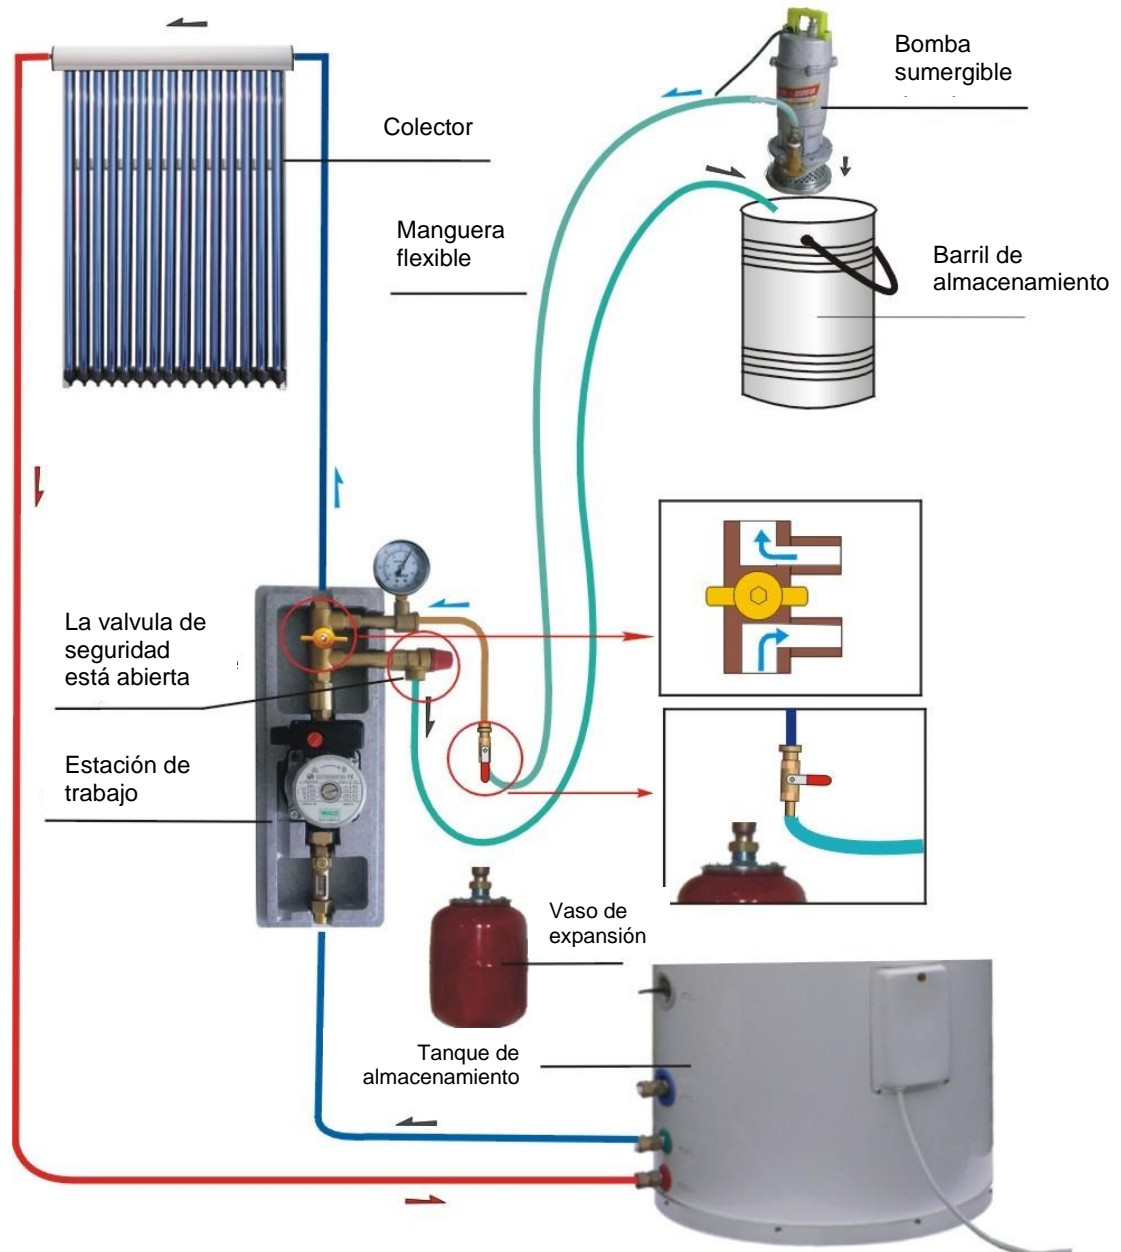 Bomba
sumergible
Colector
Manguera
flexible
Barril de
almacenamiento
La valvula de
seguridad
está abierta
Estación de
trabajo
Vaso de
expansión
Tanque de
almacenamiento